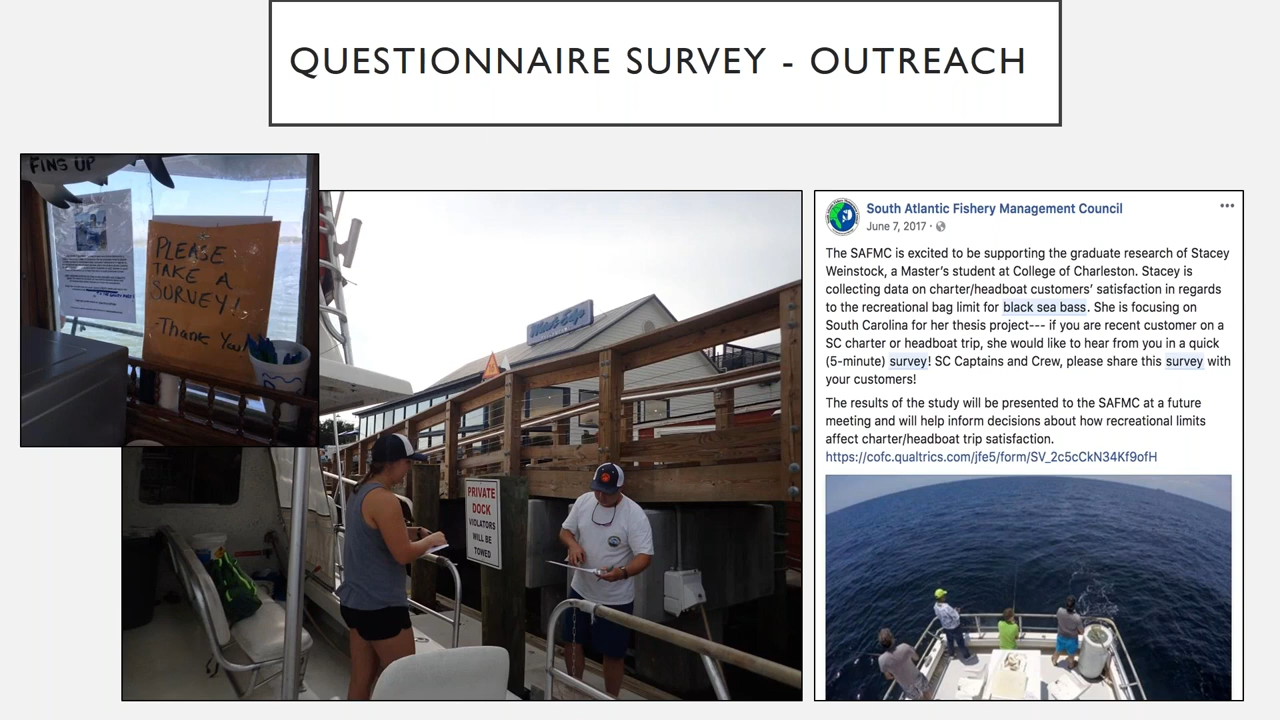 QUESTIONNAIRE SURVEY - OUTREACH
FINS UP
PLEASE
TAKE A
SURVEY!
-Thank You!
PRIVATE
DOCK
VIOLATORS
WILL BE
TOWED
South Atlantic Fishery Management Council
June 7, 2017 ·
The SAFMC is excited to be supporting the graduate research of Stacey
Weinstock, a Master's student at College of Charleston. Stacey is
collecting data on charter/headboat customers' satisfaction in regards
to the recreational bag limit for black sea bass. She is focusing on
South Carolina for her thesis project--- if you are recent customer on a
SC charter or headboat trip, she would like to hear from you in a quick
(5-minute) survey! SC Captains and Crew, please share this survey with
your customers!
The results of the study will be presented to the SAFMC at a future
meeting and will help inform decisions about how recreational limits
affect charter/headboat trip satisfaction.
https://cofc.qualtrics.com/jfe5/form/SV_2c5cCkN34Kf9ofH